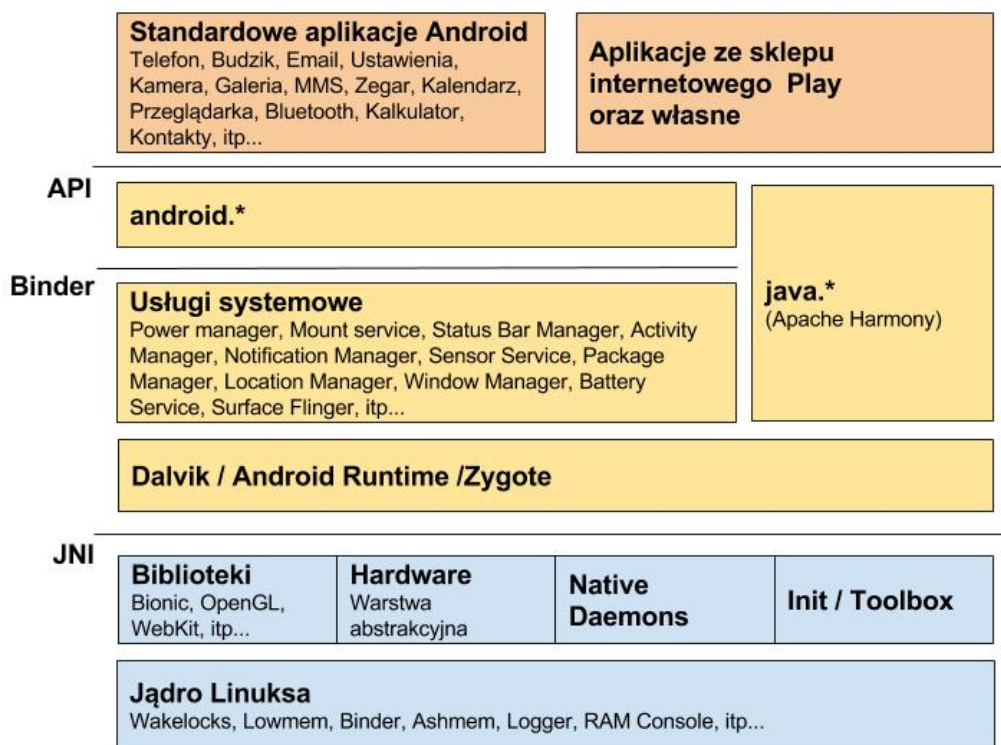 Standardowe aplikacje Android
Telefon, Budzik, Email, Ustawienia,
Kamera, Galeria, MMS, Zegar, Kalendarz,
Przeglądarka, Bluetooth, Kalkulator,
Kontakty, itp...
Aplikacje ze sklepu
internetowego Play
oraz własne
API
android.*
Binder
Usługi systemowe
Power manager, Mount service, Status Bar Manager, Activity
Manager, Notification Manager, Sensor Service, Package
Manager, Location Manager, Window Manager, Battery
Service, Surface Flinger, itp...
java.*
(Apache Harmony)
Dalvik / Android Runtime /Zygote
JNI
Biblioteki
Bionic, OpenGL,
WebKit, itp...
Hardware
Warstwa
abstrakcyjna
Native
Daemons
Init / Toolbox
Jądro Linuksa
Wakelocks, Lowmem, Binder, Ashmem, Logger, RAM Console, itp...